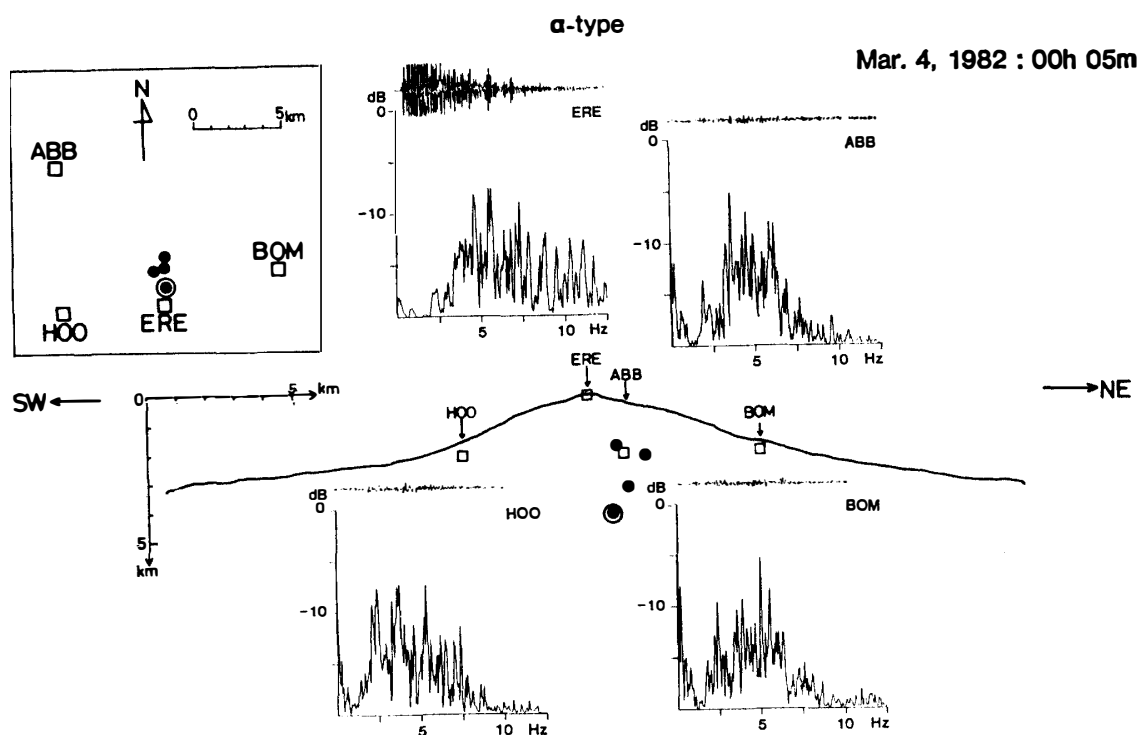 α-type
Mar. 4, 1982 : 00h 05m
N
0 5km
ABB
BOM
HOO
ERE
dB
0
-10
ERE
5 10 Hz
dB
0
-10
ABB
5 10 Hz
SW
NE
0
5 km
5
km
HOO
ERE
ABB
BOM
dB
0
-10
HOO
5 10 Hz
dB
0
-10
BOM
5 10 Hz